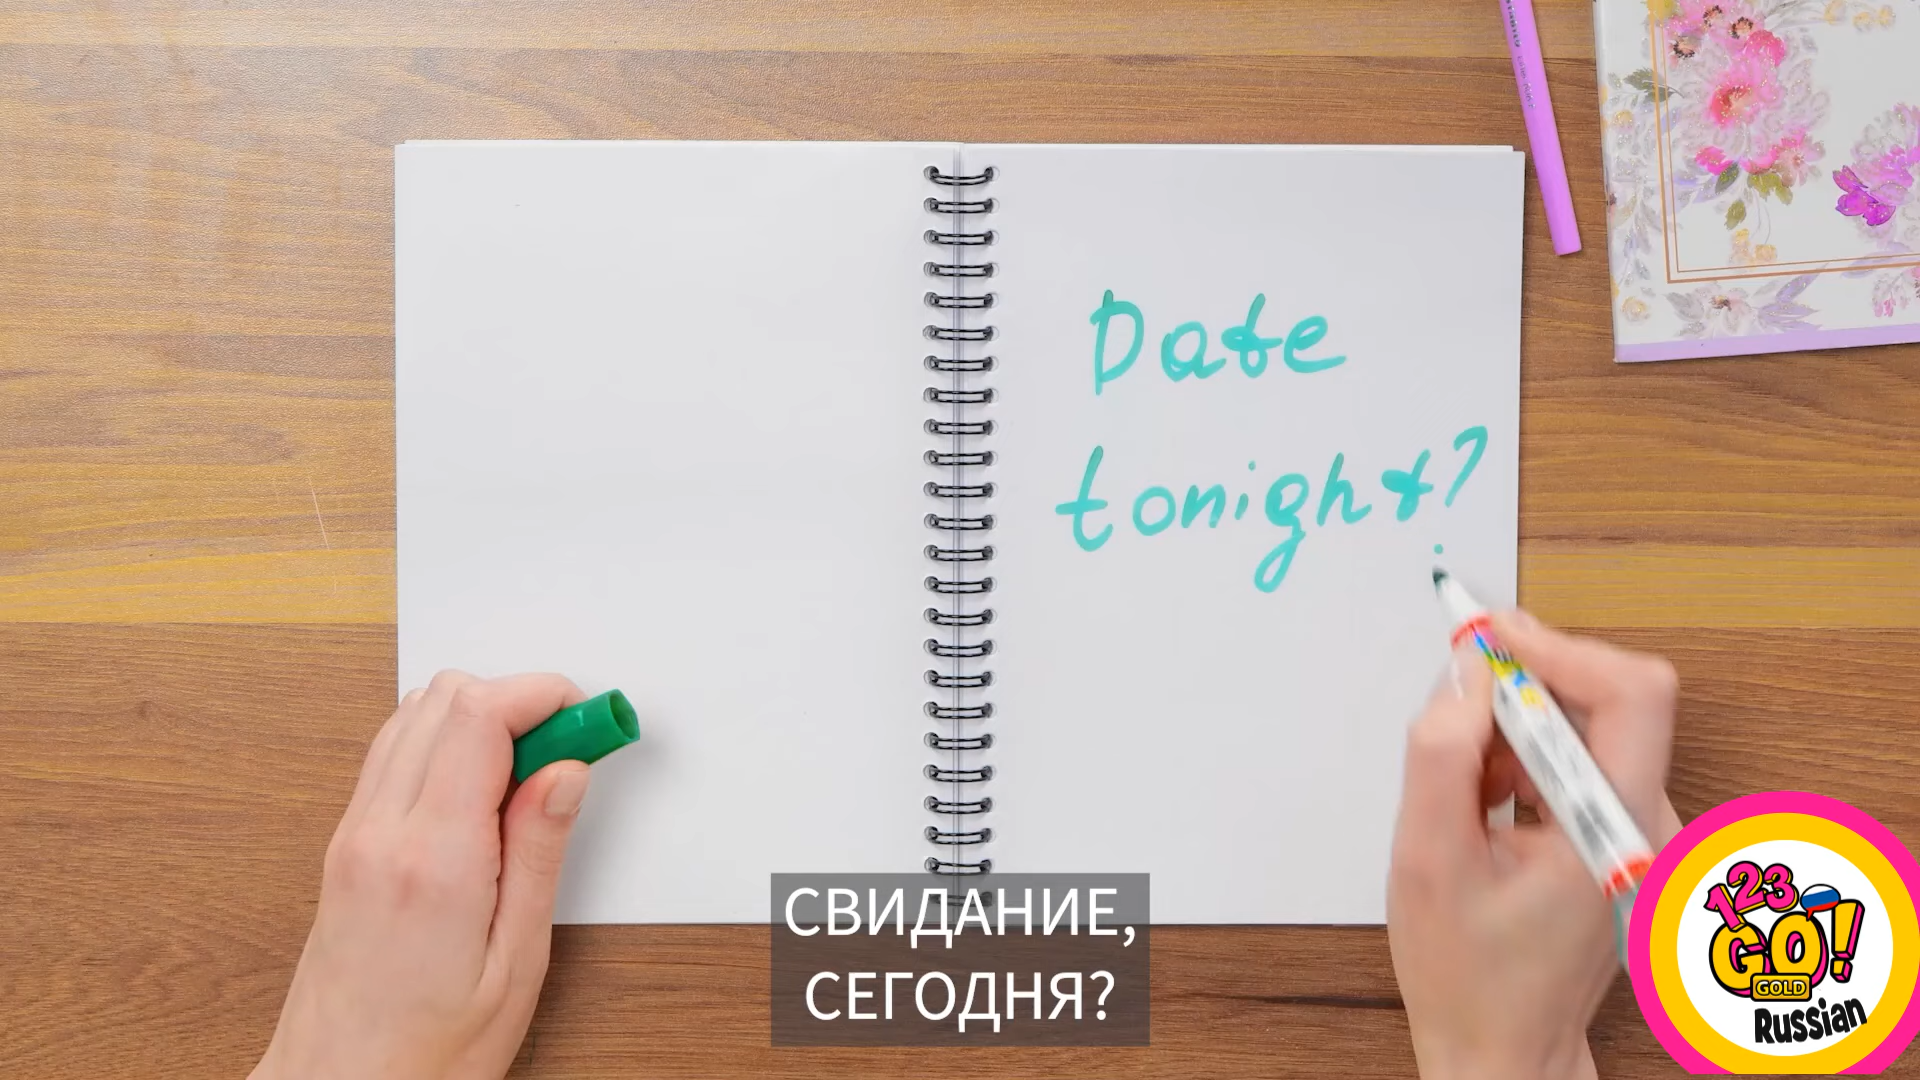 Date
tonight?
СВИДАНИЕ,
СЕГОДНЯ?
123
GO!
GOLD
Russian